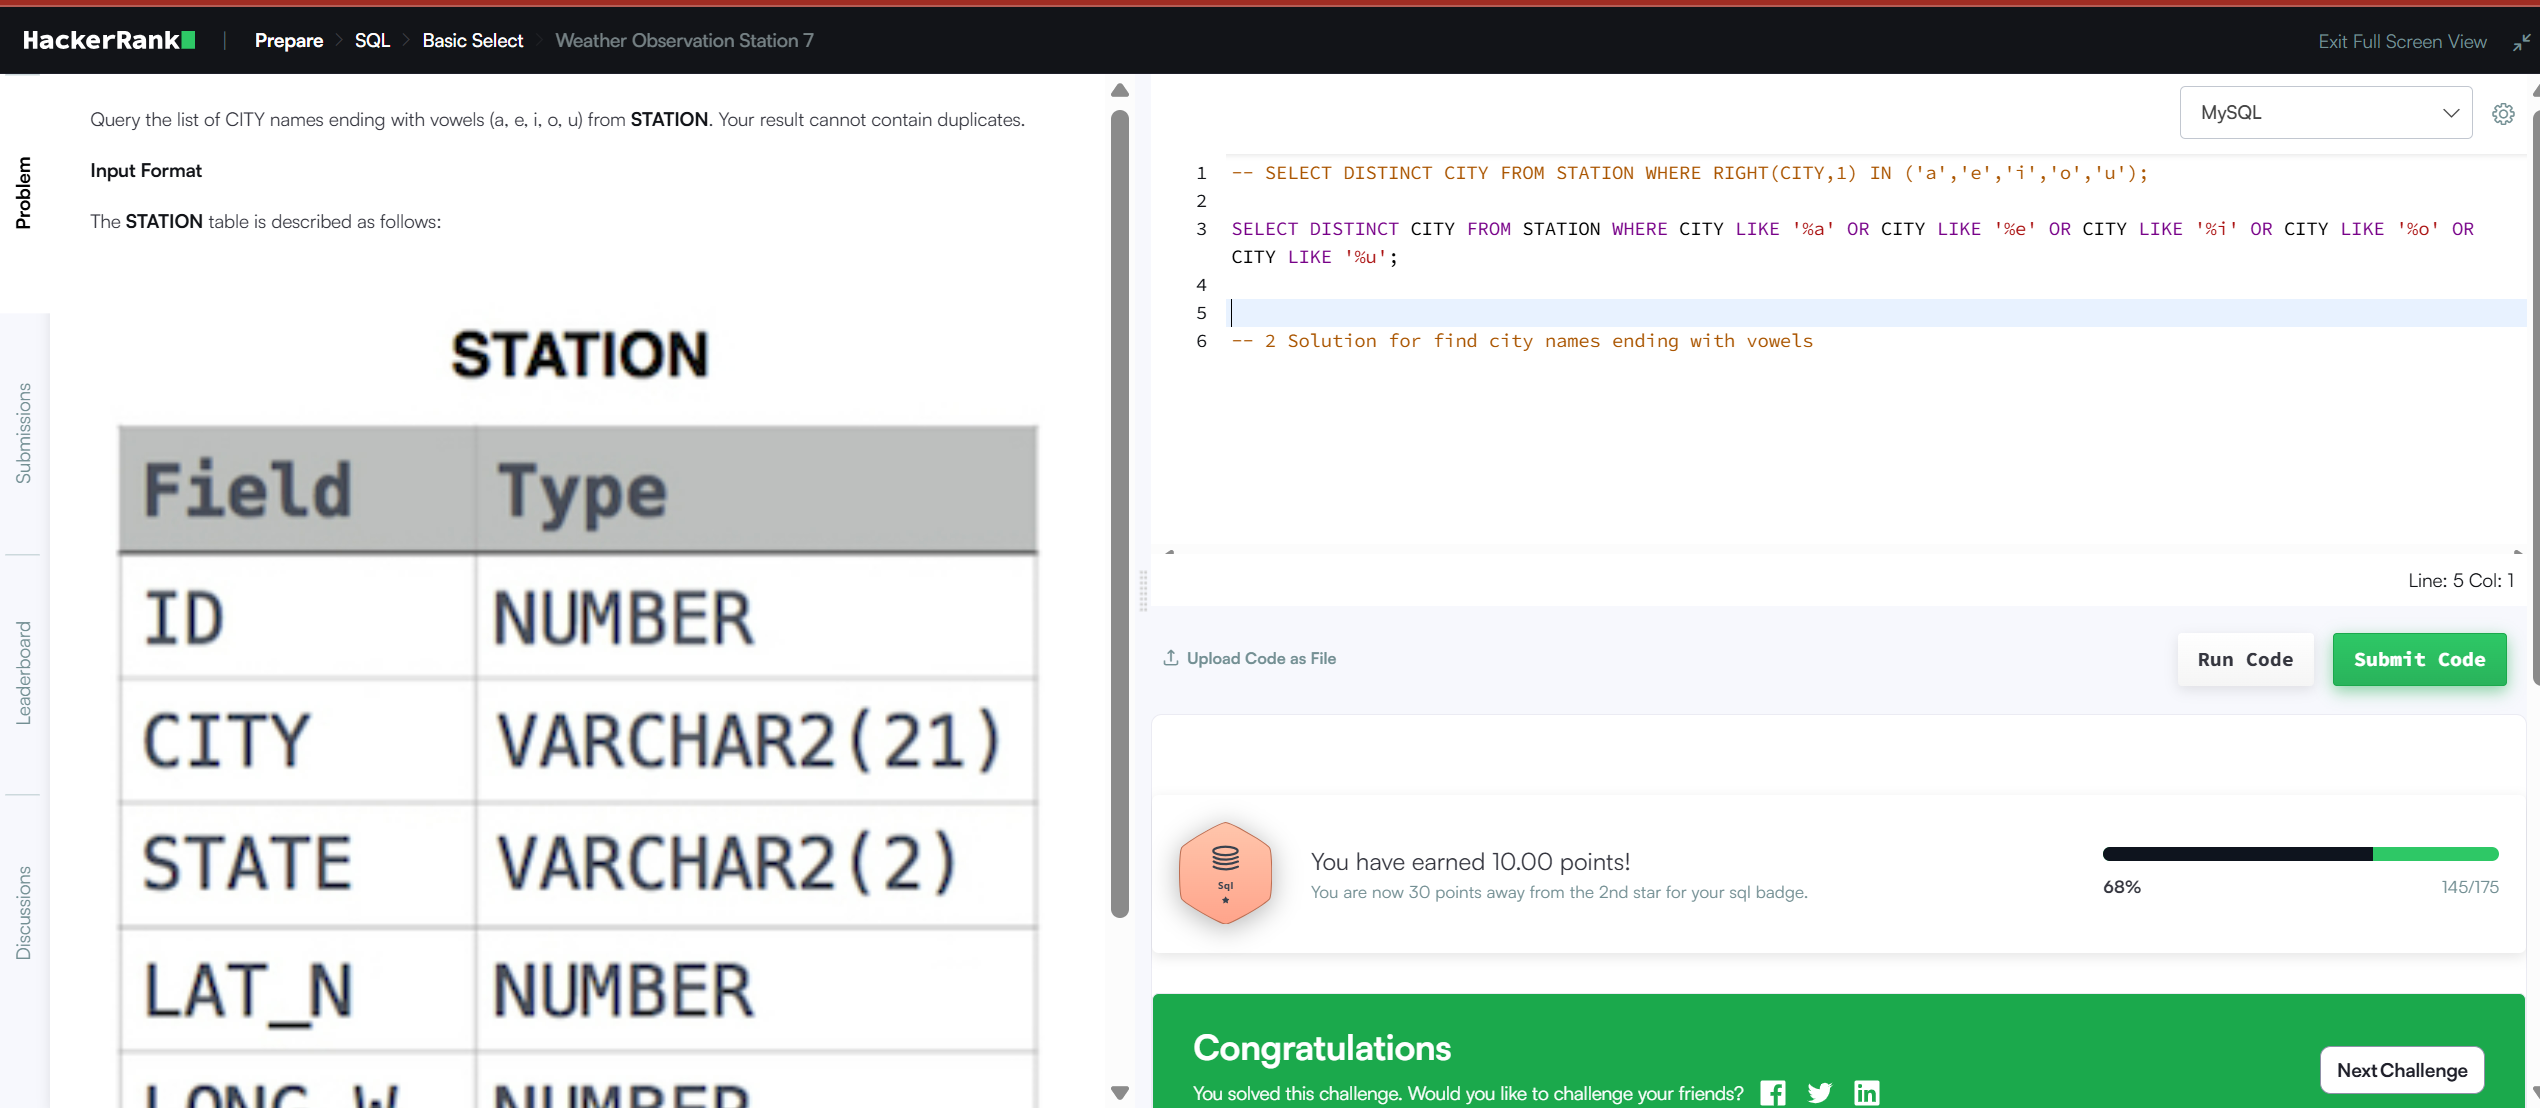 HackerRank | Prepare > SQL > Basic Select > Weather Observation Station 7
Exit Full Screen View
Problem
Submissions
Leaderboard
Discussions
Query the list of CITY names ending with vowels (a, e, i, o, u) from STATION. Your result cannot contain duplicates.
Input Format
The STATION table is described as follows:
STATION
Field Type
ID NUMBER
CITY VARCHAR2(21)
STATE VARCHAR2(2)
LAT_N NUMBER
LONG_W NUMBER
MySQL
1 -- SELECT DISTINCT CITY FROM STATION WHERE RIGHT(CITY,1) IN ('a','e','i','o','u');
2
3 SELECT DISTINCT CITY FROM STATION WHERE CITY LIKE '%a' OR CITY LIKE '%e' OR CITY LIKE '%i' OR CITY LIKE '%o' OR
CITY LIKE '%u';
4
5
6 -- 2 Solution for find city names ending with vowels
Line: 5 Col: 1
Upload Code as File
Run Code
Submit Code
Sql
You have earned 10.00 points!
You are now 30 points away from the 2nd star for your sql badge.
68% 145/175
Congratulations
You solved this challenge. Would you like to challenge your friends?
Next Challenge